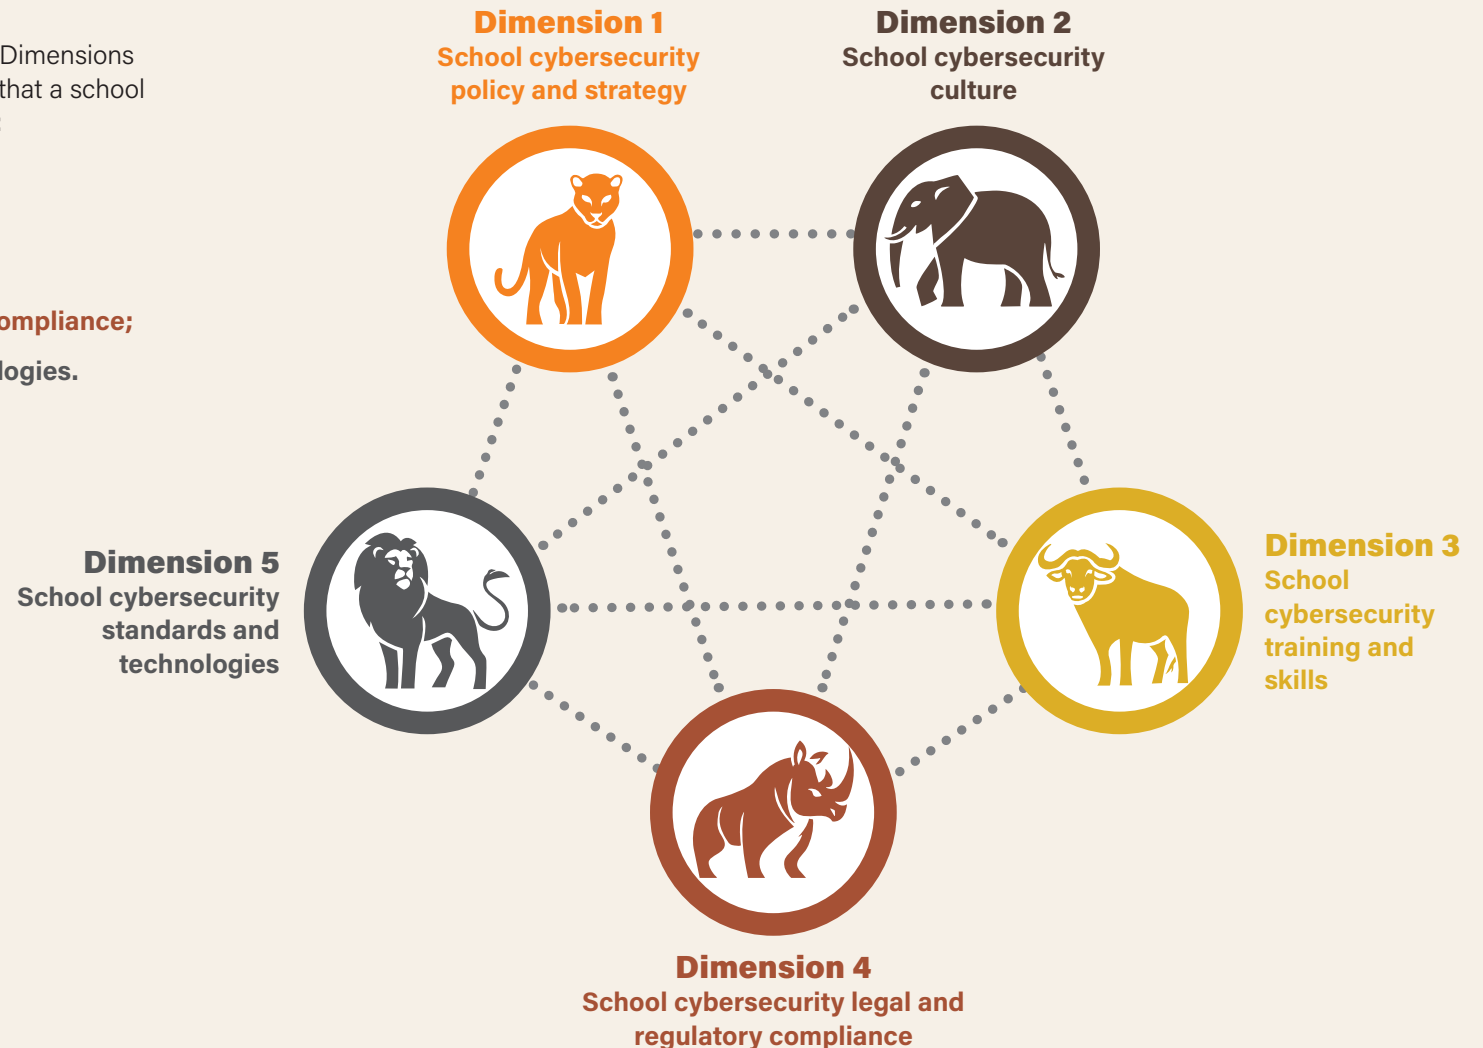 Dimensions
that a school
ompliance;
logies.
Dimension 1
School cybersecurity
policy and strategy
Dimension 2
School cybersecurity
culture
Dimension 5
School cybersecurity
standards and
technologies
Dimension 3
School
cybersecurity
training and
skills
Dimension 4
School cybersecurity legal and
regulatory compliance